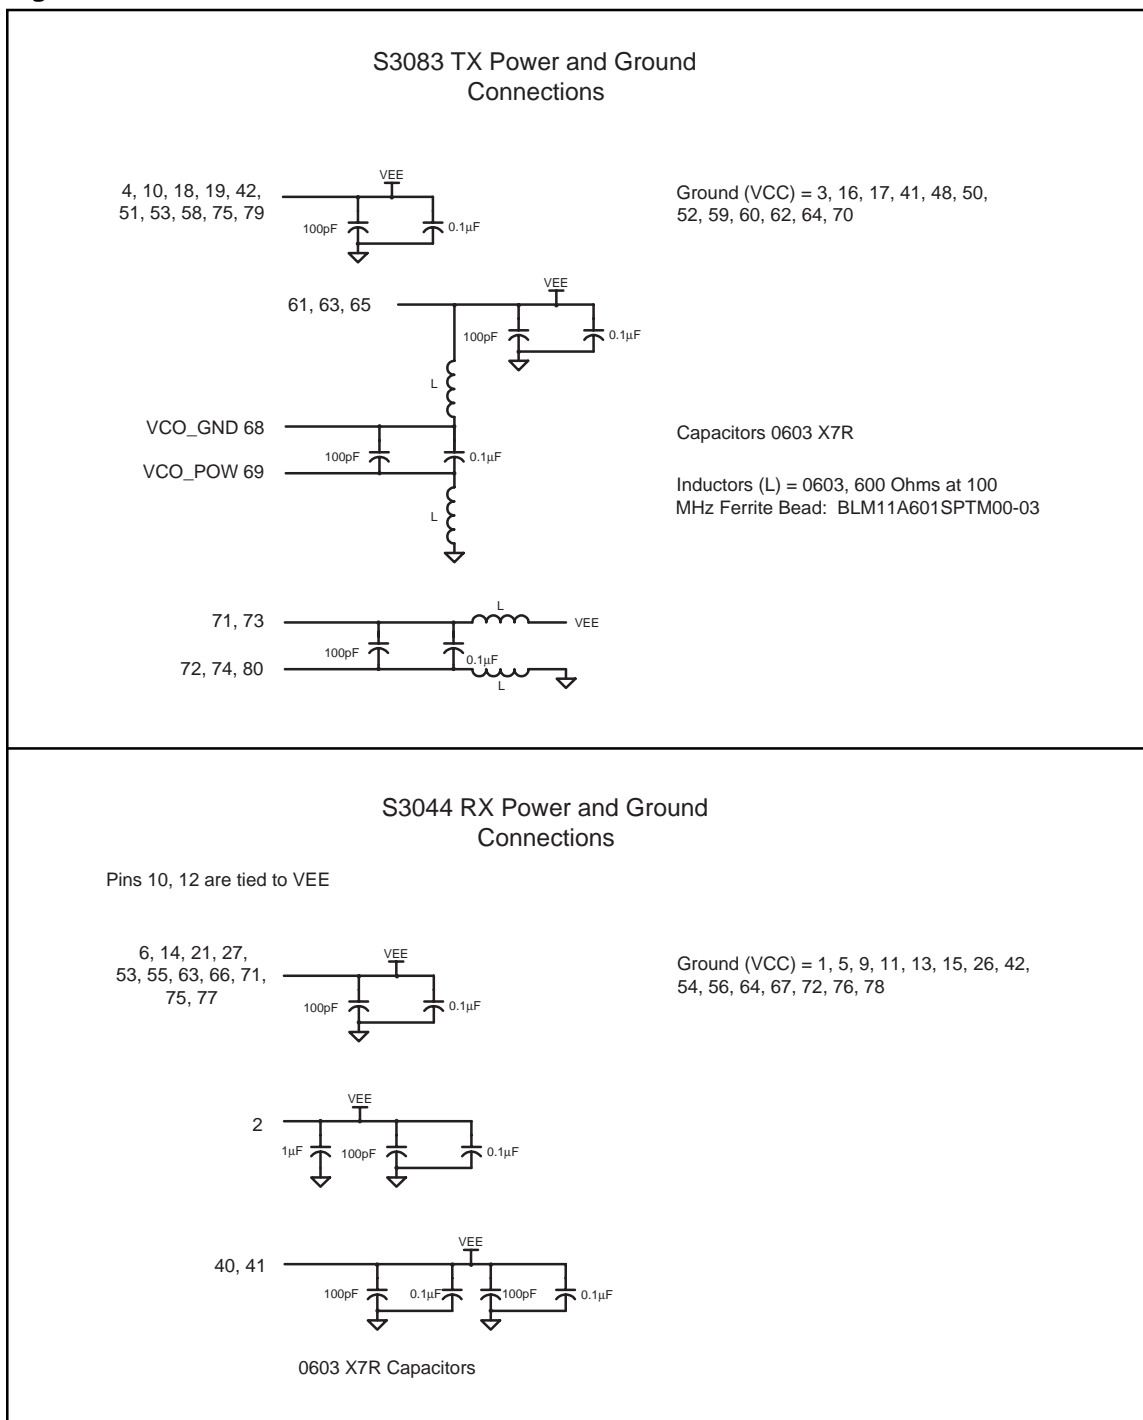 S3083 TX Power and Ground
Connections
4, 10, 18, 19, 42,
51, 53, 58, 75, 79
VEE
100pF
0.1µF
Ground (VCC) = 3, 16, 17, 41, 48, 50,
52, 59, 60, 62, 64, 70
61, 63, 65
VEE
100pF
0.1µF
L
VCO_GND 68
100pF
0.1µF
VCO_POW 69
L
Capacitors 0603 X7R
Inductors (L) = 0603, 600 Ohms at 100
MHz Ferrite Bead: BLM11A601SPTM00-03
71, 73
L
VEE
100pF
0.1µF
72, 74, 80
L
S3044 RX Power and Ground
Connections
Pins 10, 12 are tied to VEE
6, 14, 21, 27,
53, 55, 63, 66, 71,
75, 77
VEE
100pF
0.1µF
Ground (VCC) = 1, 5, 9, 11, 13, 15, 26, 42,
54, 56, 64, 67, 72, 76, 78
2
VEE
1µF
100pF
0.1µF
40, 41
VEE
100pF
0.1µF
100pF
0.1µF
0603 X7R Capacitors